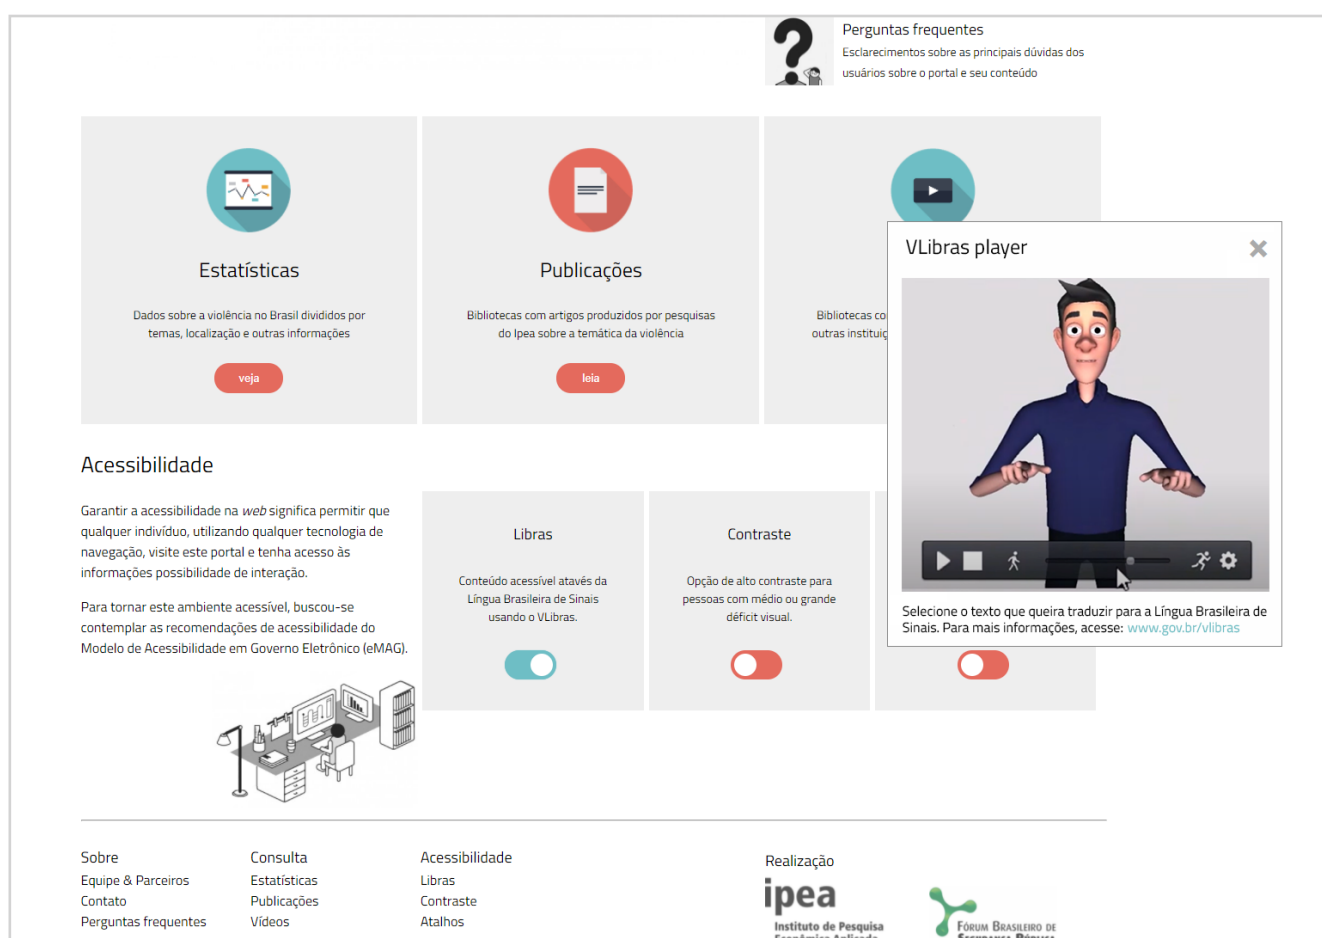 Perguntas frequentes
Esclarecimentos sobre as principais dúvidas dos
usuários sobre o portal e seu conteúdo
Estatísticas
Dados sobre a violência no Brasil divididos por
temas, localização e outras informações
veja
Publicações
Bibliotecas com artigos produzidos por pesquisas
do Ipea sobre a temática da violência
leia
Bibliotecas co
outras instituiç
VLibras player
Selecione o texto que queira traduzir para a Língua Brasileira de
Sinais. Para mais informações, acesse: www.gov.br/vlibras
Acessibilidade
Garantir a acessibilidade na web significa permitir que
qualquer indivíduo, utilizando qualquer tecnologia de
navegação, visite este portal e tenha acesso às
informações possibilidade de interação.
Para tornar este ambiente acessível, buscou-se
contemplar as recomendações de acessibilidade do
Modelo de Acessibilidade em Governo Eletrônico (eMAG).
Libras
Conteúdo acessível atavés da
Língua Brasileira de Sinais
usando o VLibras.
Contraste
Opção de alto contraste para
pessoas com médio ou grande
déficit visual.
Sobre
Equipe & Parceiros
Contato
Perguntas frequentes
Consulta
Estatísticas
Publicações
Vídeos
Acessibilidade
Libras
Contraste
Atalhos
Realização
ipea
Instituto de Pesquisa
Econômica Aplicada
FÓRUM BRASILEIRO DE
SEGURANÇA PÚBLICA